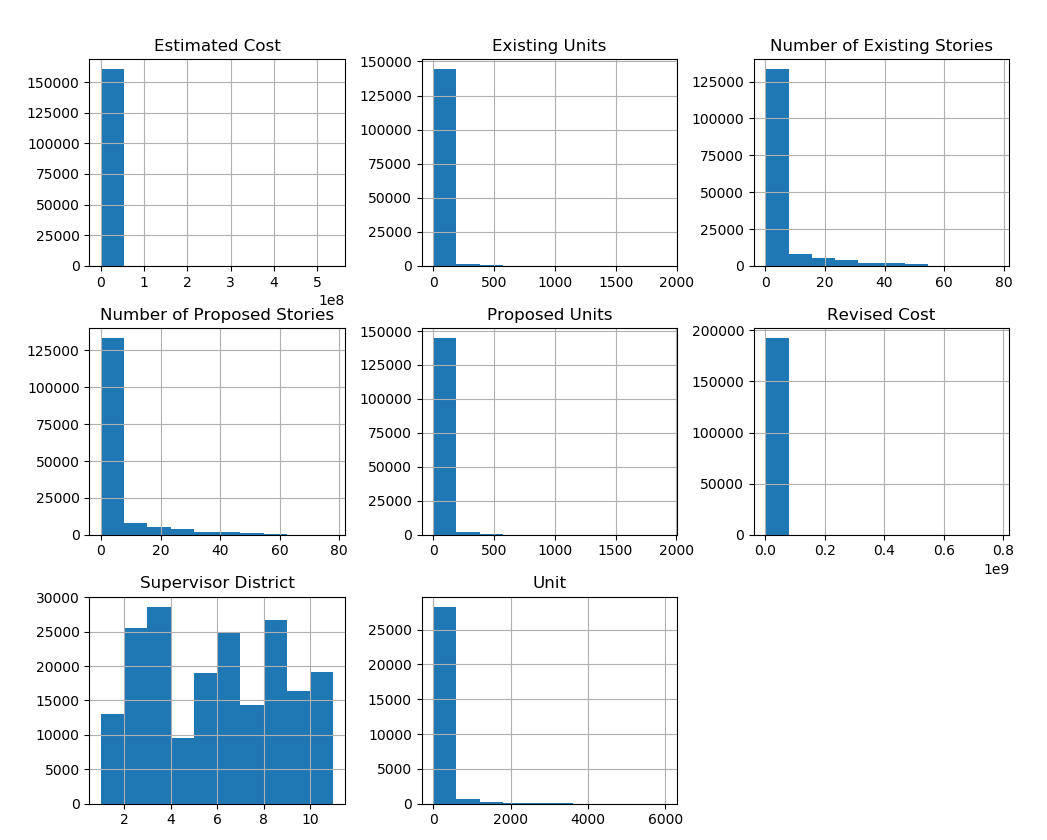 Estimated Cost
150000
125000
100000
75000
50000
25000
0
0 1 2 3 4 5
1e8
Existing Units
150000
125000
100000
75000
50000
25000
0
0 500 1000 1500 2000
Number of Existing Stories
125000
100000
75000
50000
25000
0
0 20 40 60 80
Number of Proposed Stories
125000
100000
75000
50000
25000
0
0 20 40 60 80
Proposed Units
150000
125000
100000
75000
50000
25000
0
0 500 1000 1500 2000
Revised Cost
200000
150000
100000
50000
0
0.0 0.2 0.4 0.6 0.8
1e9
Supervisor District
30000
25000
20000
15000
10000
5000
0
2 4 6 8 10
Unit
25000
20000
15000
10000
5000
0
0 2000 4000 6000